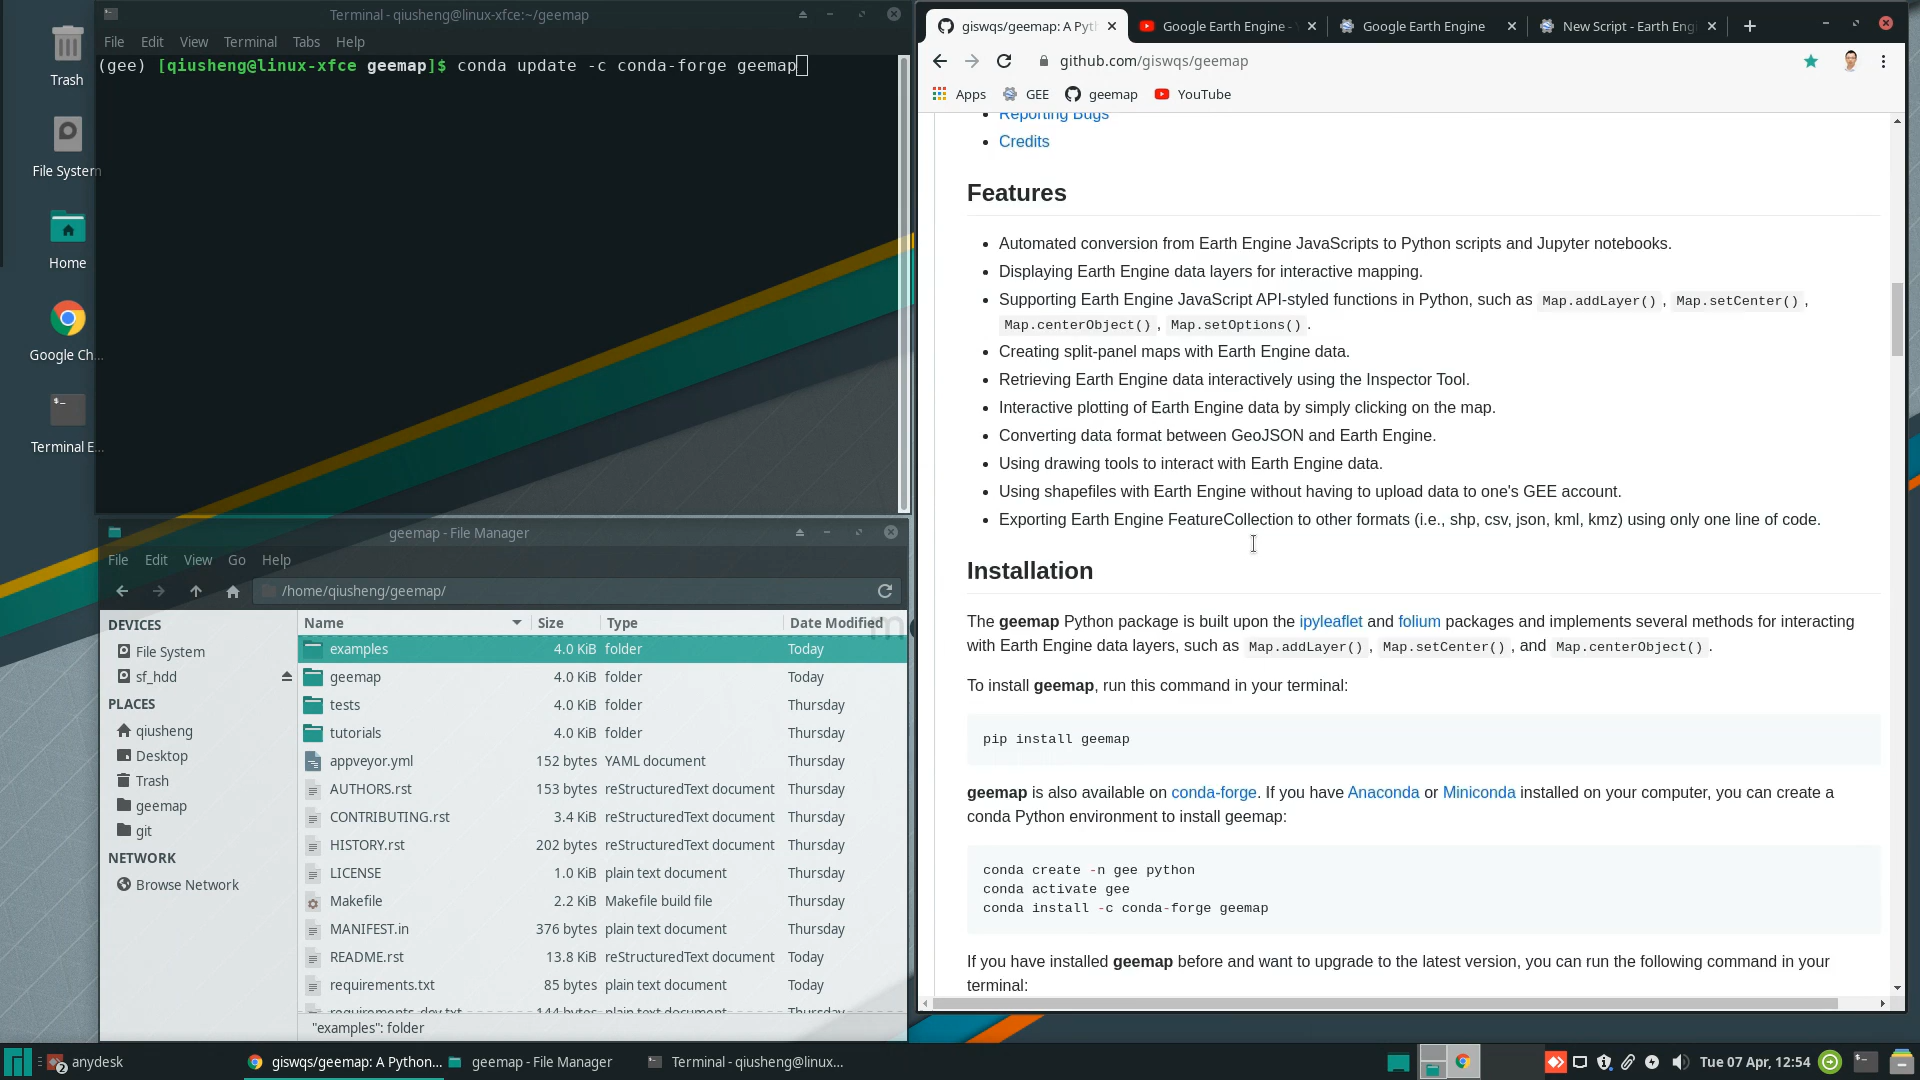 Trash
File System
Home
Google Ch...
Terminal E...
Terminal - qiusheng@linux-xfce:~/geemap
File Edit View Terminal Tabs Help
(gee) [qiusheng@linux-xfce geemap]$ conda update -c conda-forge geemap
geemap - File Manager
File Edit View Go Help
/home/qiusheng/geemap/
DEVICES
File System
sf_hdd
PLACES
qiusheng
Desktop
Trash
geemap
git
NETWORK
Browse Network
Name Size Type Date Modified
examples 4.0 KiB folder Today
geemap 4.0 KiB folder Today
tests 4.0 KiB folder Thursday
tutorials 4.0 KiB folder Thursday
appveyor.yml 152 bytes YAML document Thursday
AUTHORS.rst 153 bytes reStructuredText document Thursday
CONTRIBUTING.rst 3.4 KiB reStructuredText document Thursday
HISTORY.rst 202 bytes reStructuredText document Thursday
LICENSE 1.0 KiB plain text document Thursday
Makefile 2.2 KiB Makefile build file Thursday
MANIFEST.in 376 bytes plain text document Thursday
README.rst 13.8 KiB reStructuredText document Today
requirements.txt 85 bytes plain text document Today
requirements_dev.txt 144 bytes plain text document Thursday
"examples": folder
giswqs/geemap: A Pyth
Google Earth Engine -
Google Earth Engine
New Script - Earth Engi
github.com/giswqs/geemap
Apps GEE geemap YouTube
Reporting Bugs
Credits
Features
Automated conversion from Earth Engine JavaScripts to Python scripts and Jupyter notebooks.
Displaying Earth Engine data layers for interactive mapping.
Supporting Earth Engine JavaScript API-styled functions in Python, such as Map.addLayer() , Map.setCenter() ,
Map.centerObject() , Map.setOptions() .
Creating split-panel maps with Earth Engine data.
Retrieving Earth Engine data interactively using the Inspector Tool.
Interactive plotting of Earth Engine data by simply clicking on the map.
Converting data format between GeoJSON and Earth Engine.
Using drawing tools to interact with Earth Engine data.
Using shapefiles with Earth Engine without having to upload data to one's GEE account.
Exporting Earth Engine FeatureCollection to other formats (i.e., shp, csv, json, kml, kmz) using only one line of code.
Installation
The geemap Python package is built upon the ipyleaflet and folium packages and implements several methods for interacting
with Earth Engine data layers, such as Map.addLayer() , Map.setCenter() , and Map.centerObject() .
To install geemap, run this command in your terminal:
pip install geemap
geemap is also available on conda-forge. If you have Anaconda or Miniconda installed on your computer, you can create a
conda Python environment to install geemap:
conda create -n gee python
conda activate gee
conda install -c conda-forge geemap
If you have installed geemap before and want to upgrade to the latest version, you can run the following command in your
terminal:
2 anydesk
giswqs/geemap: A Python...
geemap - File Manager
Terminal - qiusheng@linux...
Tue 07 Apr, 12:54